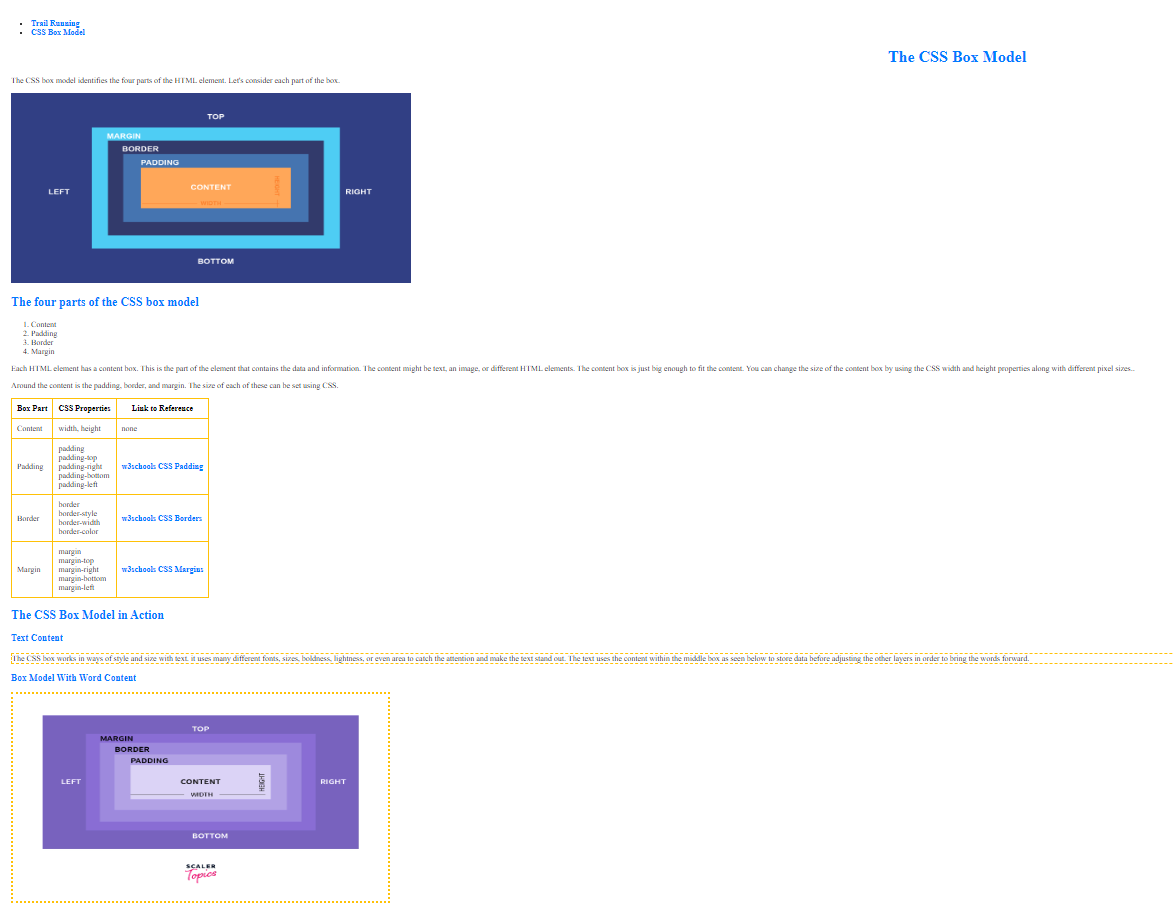 Trail Running
CSS Box Model
The CSS Box Model
The CSS box model identifies the four parts of the HTML element. Let's consider each part of the box.
TOP
MARGIN
BORDER
PADDING
CONTENT
HEIGHT
WIDTH
LEFT
RIGHT
BOTTOM
The four parts of the CSS box model
1. Content
2. Padding
3. Border
4. Margin
Each HTML element has a content box. This is the part of the element that contains the data and information. The content might be text, an image, or different HTML elements. The content box is just big enough to fit the content. You can change the size of the content box by using the CSS width and height properties along with different pixel sizes..
Around the content is the padding, border, and margin. The size of each of these can be set using CSS.
Box Part CSS Properties Link to Reference
Content width, height none
Padding
padding
padding-top
padding-right
padding-bottom
padding-left
w3schools CSS Padding
Border
border
border-style
border-width
border-color
w3schools CSS Borders
Margin
margin
margin-top
margin-right
margin-bottom
margin-left
w3schools CSS Margins
The CSS Box Model in Action
Text Content
The CSS box works in ways of style and size with text. it uses many different fonts, sizes, boldness, lightness, or even area to catch the attention and make the text stand out. The text uses the content within the middle box as seen below to store data before adjusting the other layers in order to bring the words forward.
Box Model With Word Content
TOP
MARGIN
BORDER
PADDING
CONTENT
HEIGHT
WIDTH
LEFT
RIGHT
BOTTOM
SCALER
Topics